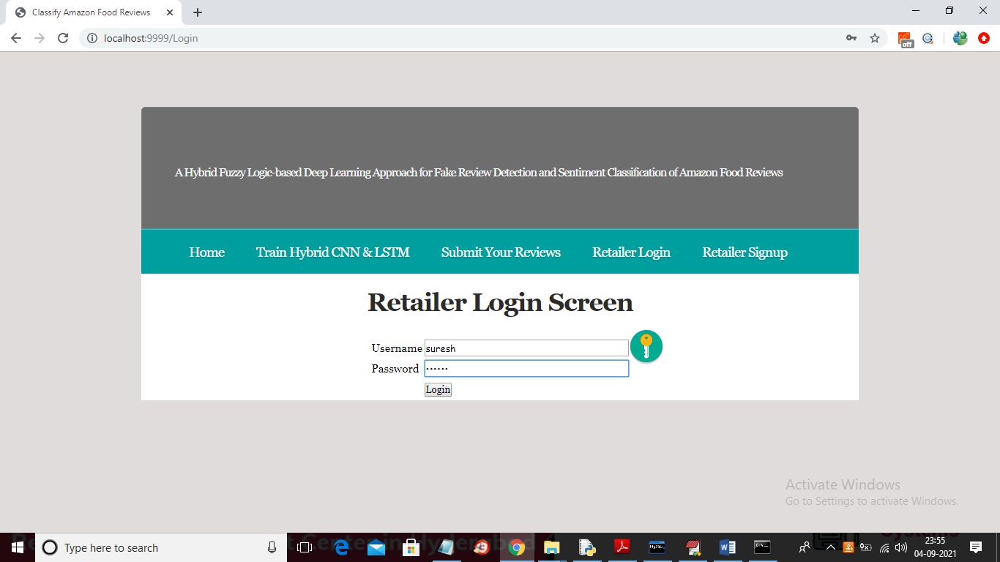 Classify Amazon Food Reviews
localhost:9999/Login
off
A Hybrid Fuzzy Logic-based Deep Learning Approach for Fake Review Detection and Sentiment Classification of Amazon Food Reviews
Home Train Hybrid CNN & LSTM Submit Your Reviews Retailer Login Retailer Signup
Retailer Login Screen
Username suresh
Password ••••••
Login
Activate Windows
Go to Settings to activate Windows.
Type here to search
23:55
04-09-2021